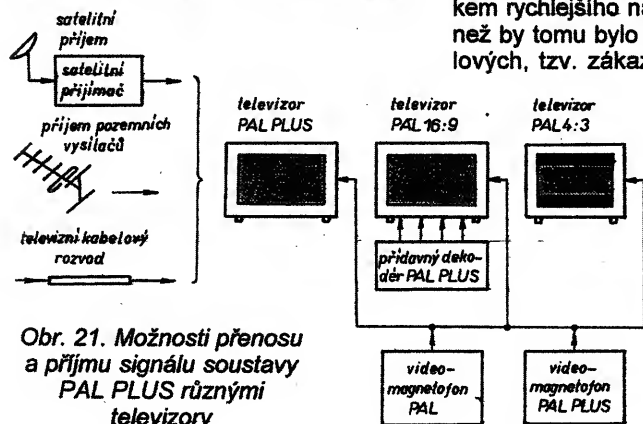 kem rychlejšího na
než by tomu bylo
lových, tzv. zákaz
satelitní
příjem
satelitní
přijímač
příjem pozemních
vysílačů
televizní kabelový
rozvod
televizor
PAL PLUS
televizor
PAL 16:9
televizor
PAL 4:3
přídavný deko-
dér PAL PLUS
video-
magnetofon
PAL
video-
magnetofon
PAL PLUS
Obr. 21. Možnosti přenosu
a příjmu signálu soustavy
PAL PLUS různými
televizory